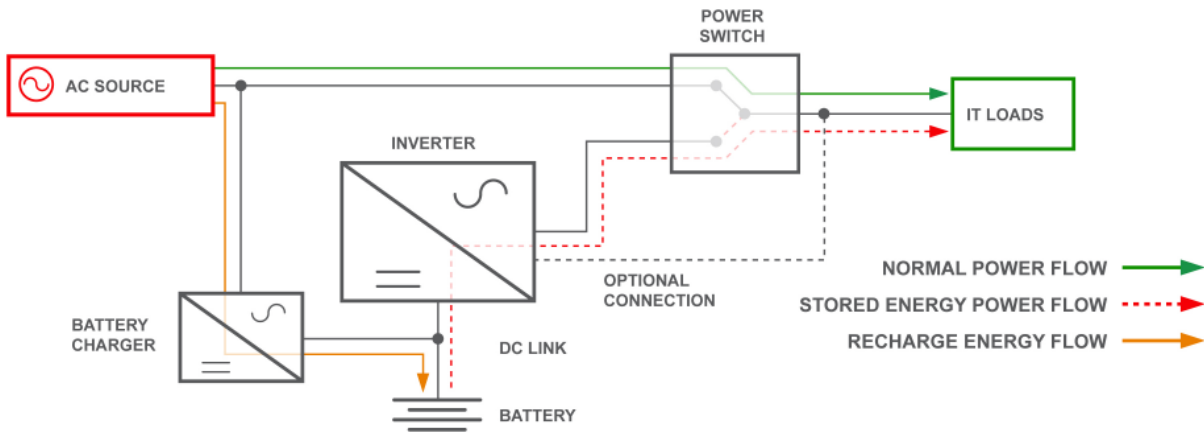 POWER
SWITCH
AC SOURCE
IT LOADS
INVERTER
OPTIONAL
CONNECTION
NORMAL POWER FLOW
STORED ENERGY POWER FLOW
RECHARGE ENERGY FLOW
BATTERY
CHARGER
DC LINK
BATTERY